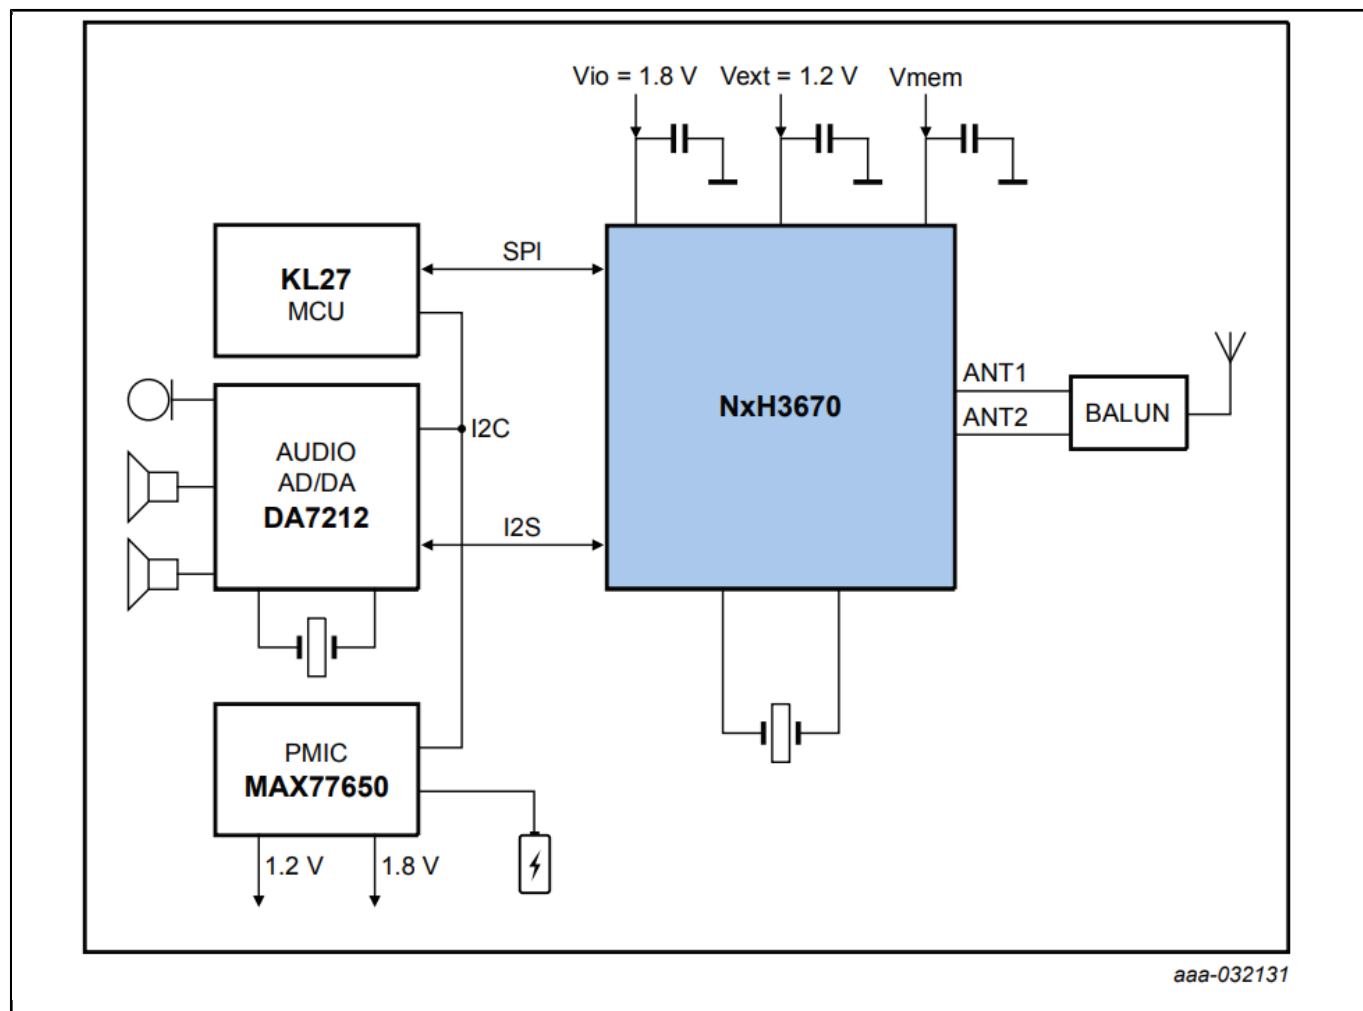 Vio = 1.8 V
Vext = 1.2 V
Vmem
KL27
MCU
SPI
NxH3670
ANT1
ANT2
BALUN
AUDIO
AD/DA
DA7212
I2C
I2S
PMIC
MAX77650
1.2 V
1.8 V
aaa-032131